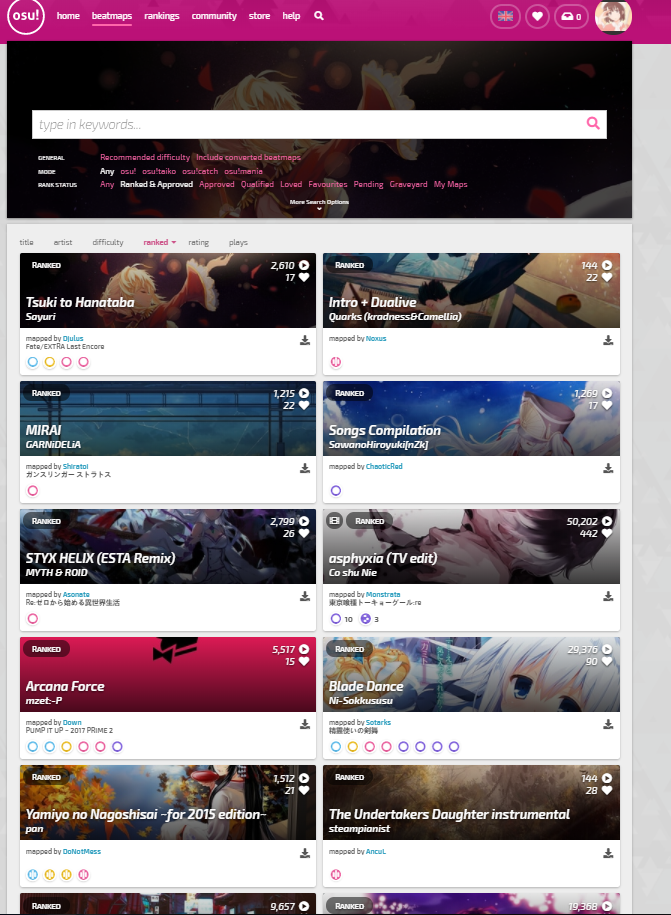 osu!
home beatmaps rankings community store help
0
type in keywords...
GENERAL Recommended difficulty Include converted beatmaps
MODE Any osu! osu!taiko osu!catch osu!mania
RANK STATUS Any Ranked & Approved Approved Qualified Loved Favourites Pending Graveyard My Maps
More Search Options
title artist difficulty ranked rating plays
RANKED 2,610
17
Tsuki to Hanataba
Sayuri
mapped by Djulus
Fate/EXTRA Last Encore
RANKED 144
22
Intro + Dualive
Quarks (kradness&Camellia)
mapped by Noxus
RANKED 1,215
22
MIRAI
GARNiDELiA
mapped by Shiratoi
ガンスリンガー ストラトス
RANKED 1,269
17
Songs Compilation
SawanoHiroyuki[nZk]
mapped by ChaoticRed
RANKED 2,799
26
STYX HELIX (ESTA Remix)
MYTH & ROID
mapped by Asonate
Re:ゼロから始める異世界生活
RANKED 50,202
442
asphyxia (TV edit)
Co shu Nie
mapped by Monstrata
東京喰種トーキョーグール:re
10 3
RANKED 5,517
15
Arcana Force
mzet:-P
mapped by Down
PUMP IT UP - 2017 PRIME 2
RANKED 29,376
90
Blade Dance
Ni-Sokkususu
mapped by Sotarks
精霊使いの剣舞
RANKED 1,512
21
Yamiyo no Nagoshisai ~for 2015 edition~
pan
mapped by DoNotMess
RANKED 144
28
The Undertakers Daughter instrumental
steampianist
mapped by AncuL
RANKED 9,657
RANKED 19,368